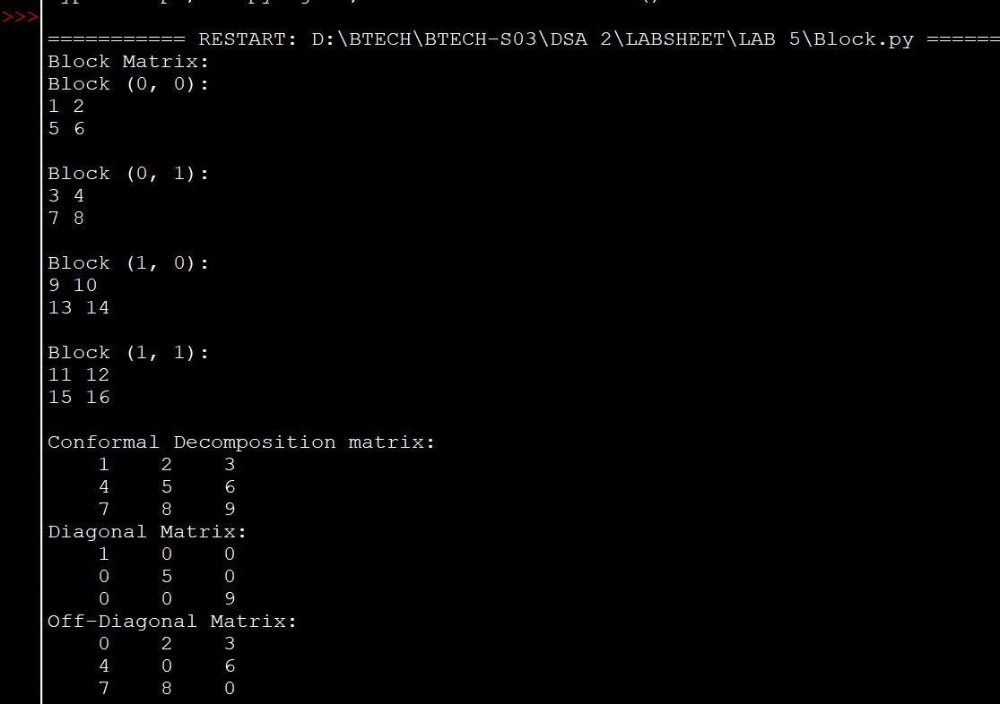 >>>
=========== RESTART: D:\BTECH\BTECH-S03\DSA 2\LABSHEET\LAB 5\Block.py ======
Block Matrix:
Block (0, 0):
1 2
5 6
Block (0, 1):
3 4
7 8
Block (1, 0):
9 10
13 14
Block (1, 1):
11 12
15 16
Conformal Decomposition matrix:
1 2 3
4 5 6
7 8 9
Diagonal Matrix:
1 0 0
0 5 0
0 0 9
Off-Diagonal Matrix:
0 2 3
4 0 6
7 8 0